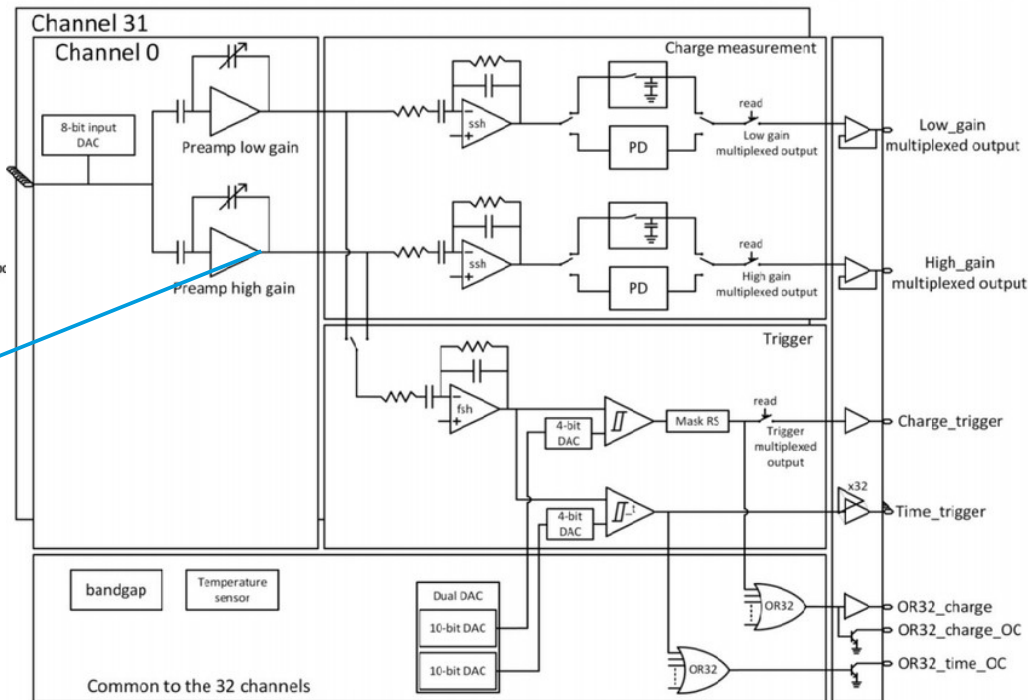 Channel 31
Channel 0
8-bit input
DAC
Preamp low gain
Preamp high gain
Charge measurement
ssh
PD
read
Low gain
multiplexed output
Low_gain
multiplexed output
ssh
PD
read
High gain
multiplexed output
High_gain
multiplexed output
Trigger
fsh
4-bit
DAC
Mask RS
read
Trigger
multiplexed
output
Charge_trigger
4-bit
DAC
_t
x32
Time_trigger
bandgap
Temperature
sensor
Dual DAC
10-bit DAC
10-bit DAC
OR32
OR32
OR32_charge
OR32_charge_OC
OR32_time_OC
Common to the 32 channels